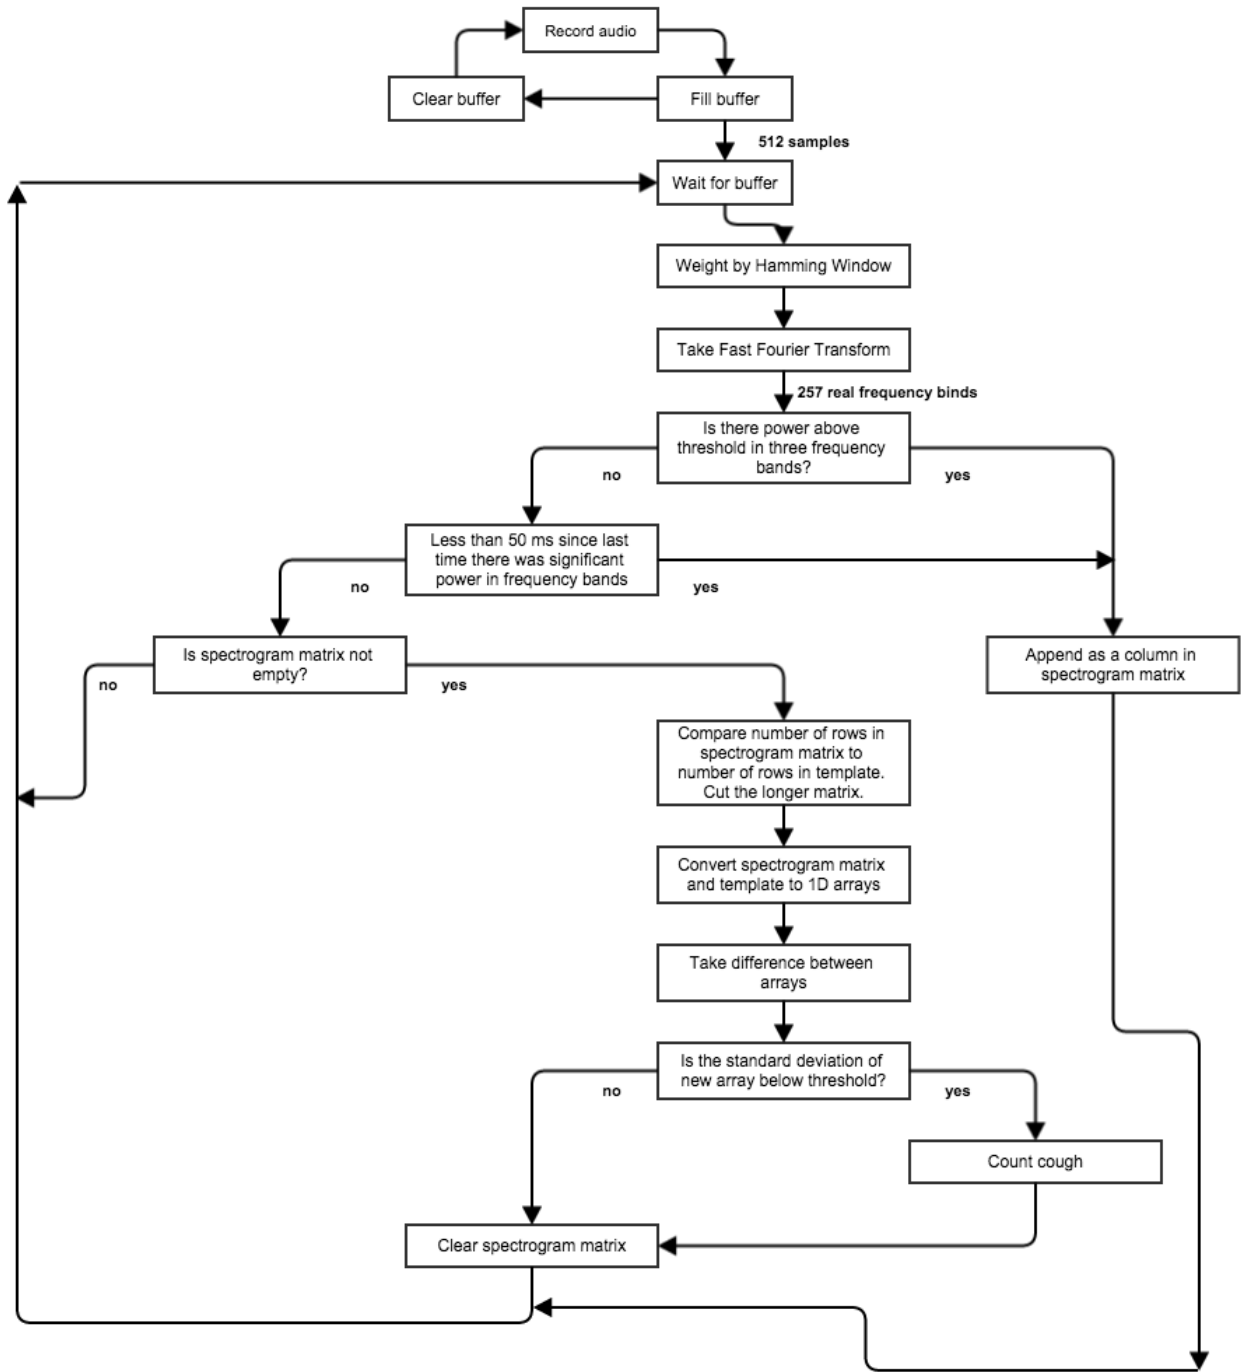 Record audio
Clear buffer
Fill buffer
512 samples
Wait for buffer
Weight by Hamming Window
Take Fast Fourier Transform
257 real frequency binds
Is there power above
threshold in three frequency
bands?
no
yes
Less than 50 ms since last
time there was significant
power in frequency bands
no
yes
Is spectrogram matrix not
empty?
no
yes
Append as a column in
spectrogram matrix
Compare number of rows in
spectrogram matrix to
number of rows in template.
Cut the longer matrix.
Convert spectrogram matrix
and template to 1D arrays
Take difference between
arrays
Is the standard deviation of
new array below threshold?
no
yes
Count cough
Clear spectrogram matrix